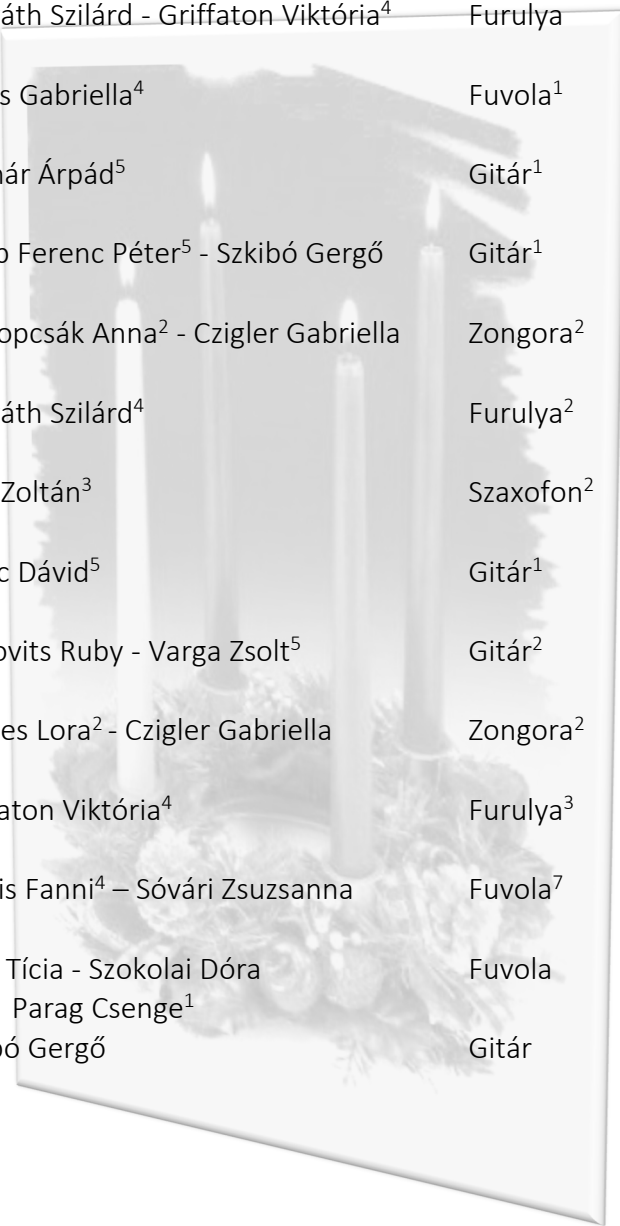 áth Szilárd - Griffaton Viktória⁴ Furulya
s Gabriella⁴ Fuvola¹
ár Árpád⁵ Gitár¹
Ferenc Péter⁵ - Szkibó Gergő Gitár¹
opcsák Anna² - Czigler Gabriella Zongora²
áth Szilárd⁴ Furulya²
Zoltán³ Szaxofon²
c Dávid⁵ Gitár¹
ovits Ruby - Varga Zsolt⁵ Gitár²
es Lora² - Czigler Gabriella Zongora²
aton Viktória⁴ Furulya³
is Fanni⁴ – Sóvári Zsuzsanna Fuvola⁷
Tícia - Szokolai Dóra Fuvola
Parag Csenge¹
ó Gergő Gitár